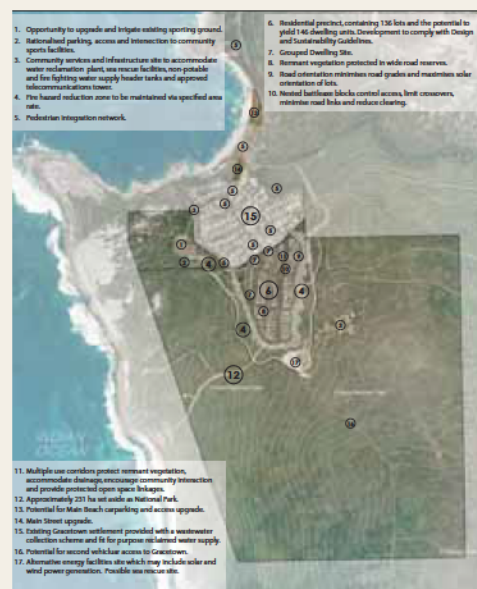 1. Opportunity to upgrade and irrigate existing sporting ground.
2. Rationalised parking, access and intersection to community
sports facilities.
3. Community services and infrastructure site to accommodate
water reclamation plant, sea rescue facilities, non-potable
and fire fighting water supply header tanks and approved
telecommunications tower.
4. Fire hazard reduction zone to be maintained via specified area
rate.
5. Pedestrian integration network.
6. Residential precinct, containing 136 lots and the potential to
yield 146 dwelling units. Development to comply with Design
and Sustainability Guidelines.
7. Grouped Dwelling Site.
8. Remnant vegetation protected in wide road reserves.
9. Road orientation minimises road grades and maximises solar
orientation of lots.
10. Nested battleaxe blocks control access, limit crossovers,
minimise road links and reduce clearing.
15
4
6
4
4
12
17
11. Multiple use corridors protect remnant vegetation,
accommodate drainage, encourage community interaction
and provide protected open space linkages.
12. Approximately 231 ha set aside as National Park.
13. Potential for Main Beach carparking and access upgrade.
14. Main Street upgrade.
15. Existing Gracetown settlement provided with a wastewater
collection scheme and fit for purpose reclaimed water supply.
16. Potential for second vehicluar access to Gracetown.
17. Alternative energy facilities site which may include solar and
wind power generation. Possible sea rescue site.